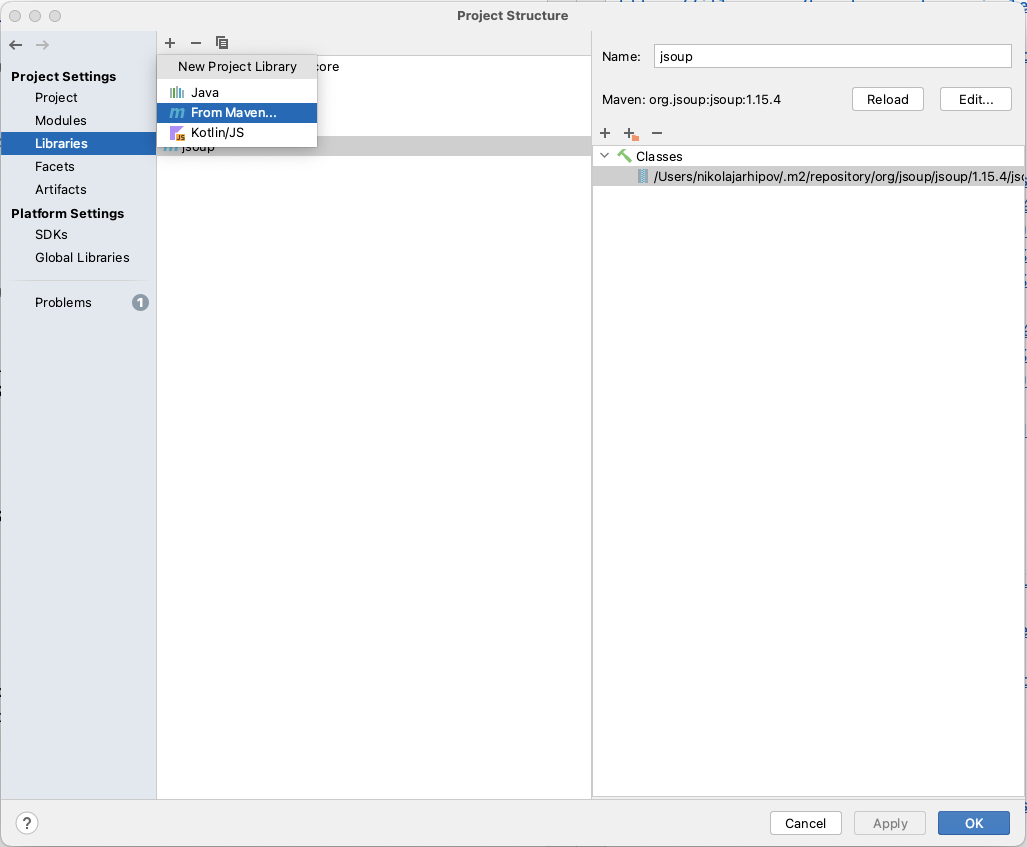 Project Structure
Project Settings
Project
Modules
Libraries
Facets
Artifacts
Platform Settings
SDKs
Global Libraries
Problems 1
New Project Library
Java
From Maven...
Kotlin/JS
jsoup
Name: jsoup
Maven: org.jsoup:jsoup:1.15.4 Reload Edit...
Classes
/Users/nikolajarhipov/.m2/repository/org/jsoup/jsoup/1.15.4/jso
? Cancel Apply OK